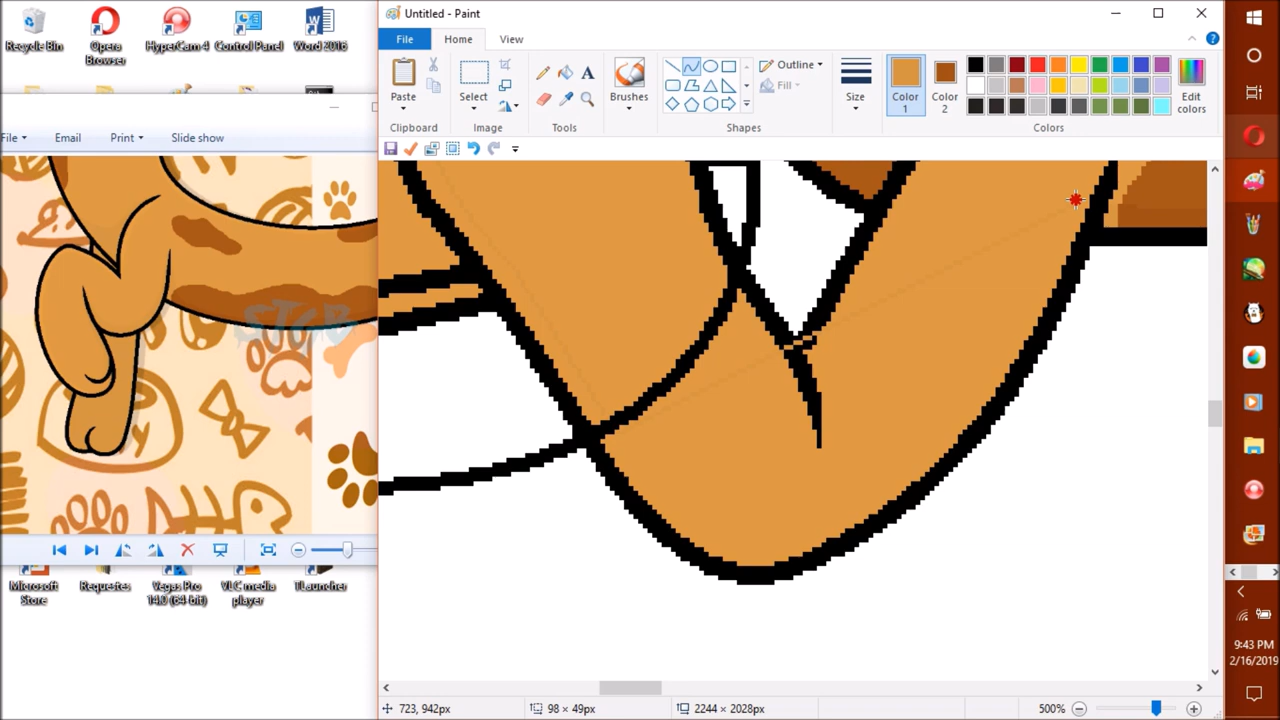 Recycle Bin
Opera Browser
HyperCam 4
Control Panel
Word 2016
File
Email
Print
Slide show
STGB
Microsoft Store
Requestes
Vegas Pro 14.0 (64-bit)
VLC media player
TLauncher
Untitled - Paint
File
Home
View
Paste
Select
Brushes
Outline
Fill
Size
Color 1
Color 2
Edit colors
Clipboard
Image
Tools
Shapes
Colors
723, 942px
98 × 49px
2244 × 2028px
500%
9:43 PM
2/16/2019